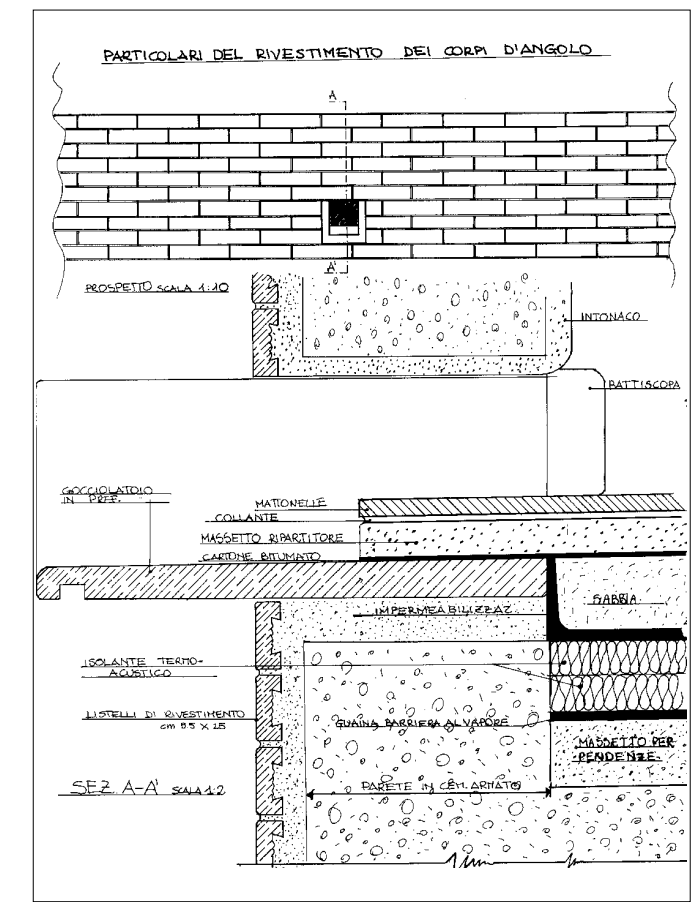 PARTICOLARI DEL RIVESTIMENTO DEI CORPI D'ANGOLO
A
A'
PROSPETTO SCALA 1:10
INTONACO
BATTISCOPA
GOCCIOLATOIO
IN PREF.
MATTONELLE
COLLANTE
MASSETTO RIPARTITORE
CARTONE BITUMATO
SABBIA
IMPERMEABILIZZAZ.
ISOLANTE TERMO-
ACUSTICO
LISTELLI DI RIVESTIMENTO
cm 5.5 X 25
GUAINA BARRIERA AL VAPORE
MASSETTO PER
PENDENZE.
SEZ A-A' SCALA 1:2
PARETE IN CEM. ARMATO